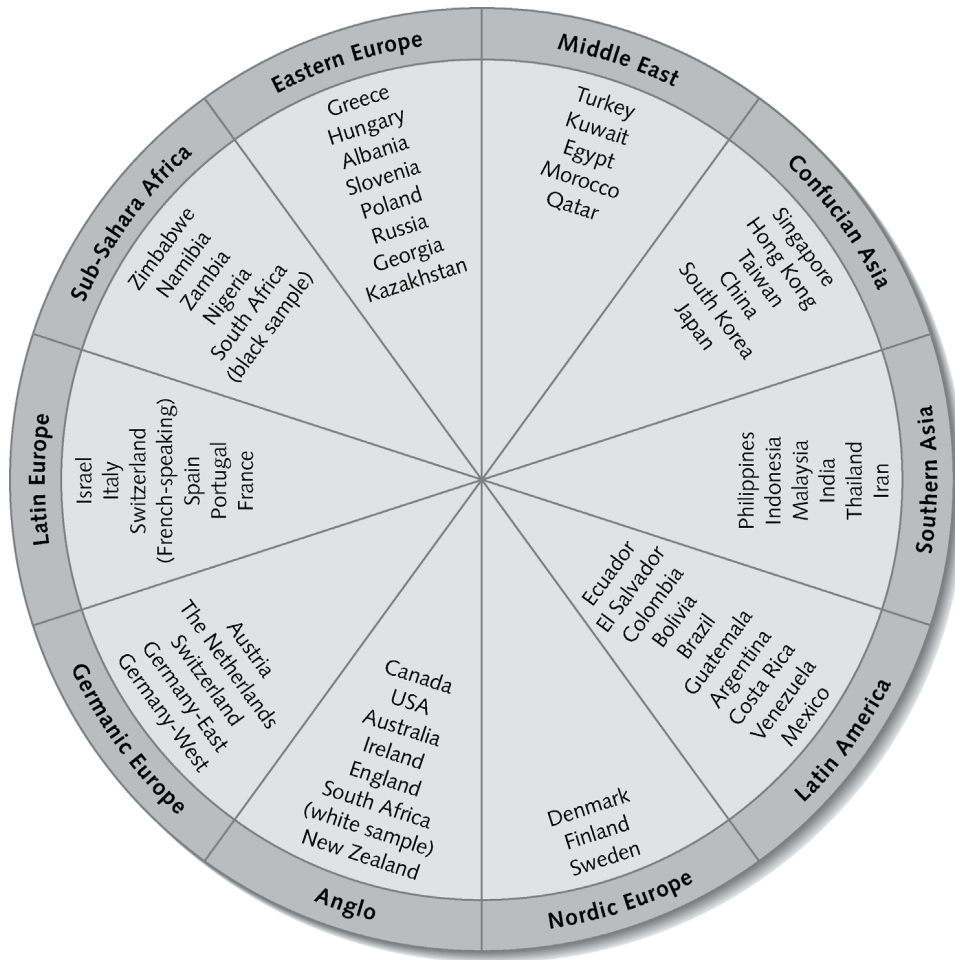 Eastern Europe
Greece
Hungary
Albania
Slovenia
Poland
Russia
Georgia
Kazakhstan
Middle East
Turkey
Kuwait
Egypt
Morocco
Qatar
Confucian Asia
Singapore
Hong Kong
Taiwan
China
South Korea
Japan
Southern Asia
Philippines
Indonesia
Malaysia
India
Thailand
Iran
Latin America
Ecuador
El Salvador
Colombia
Bolivia
Brazil
Guatemala
Argentina
Costa Rica
Venezuela
Mexico
Nordic Europe
Denmark
Finland
Sweden
Anglo
Canada
USA
Australia
Ireland
England
South Africa
(white sample)
New Zealand
Germanic Europe
Austria
The Netherlands
Switzerland
Germany-East
Germany-West
Latin Europe
Israel
Italy
Switzerland
(French-speaking)
Spain
Portugal
France
Sub-Sahara Africa
Zimbabwe
Namibia
Zambia
Nigeria
South Africa
(black sample)